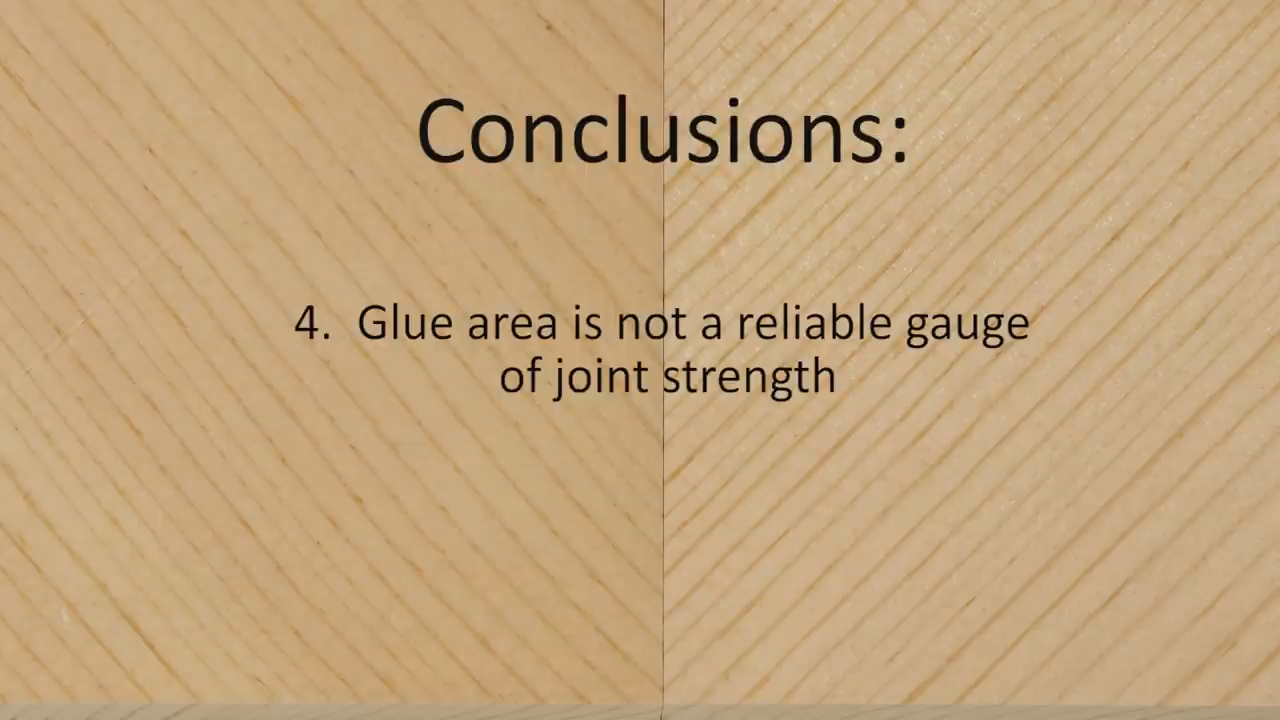 Conclusions:
4. Glue area is not a reliable gauge
of joint strength